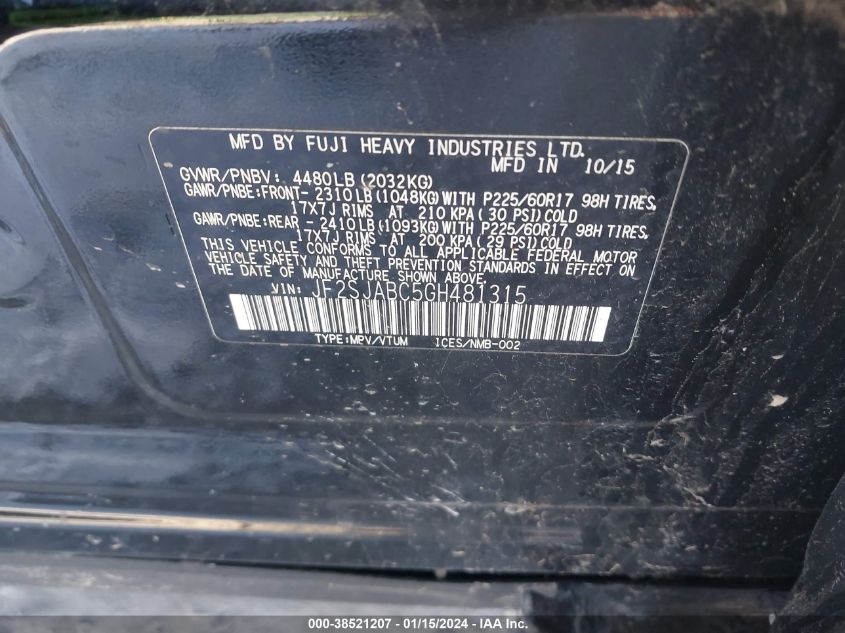 MFD BY FUJI HEAVY INDUSTRIES LTD.
MFD IN 10/15
GVWR/PNBV: 4480LB (2032KG)
GAWR/PNBE:FRONT- 2310LB (1048KG) WITH P225/60R17 98H TIRES,
17X7J RIMS AT 210 KPA ( 30 PSI) COLD
GAWR/PNBE:REAR - 2410LB (1093KG) WITH P225/60R17 98H TIRES,
17X7J RIMS AT 200 KPA ( 29 PSI) COLD
THIS VEHICLE CONFORMS TO ALL APPLICABLE FEDERAL MOTOR
VEHICLE SAFETY AND THEFT PREVENTION STANDARDS IN EFFECT ON
THE DATE OF MANUFACTURE SHOWN ABOVE.
VIN: JF2SJABC5GH481315
TYPE:MPV/VTUM ICES/NMB-002
000-38521207 - 01/15/2024 - IAA Inc.